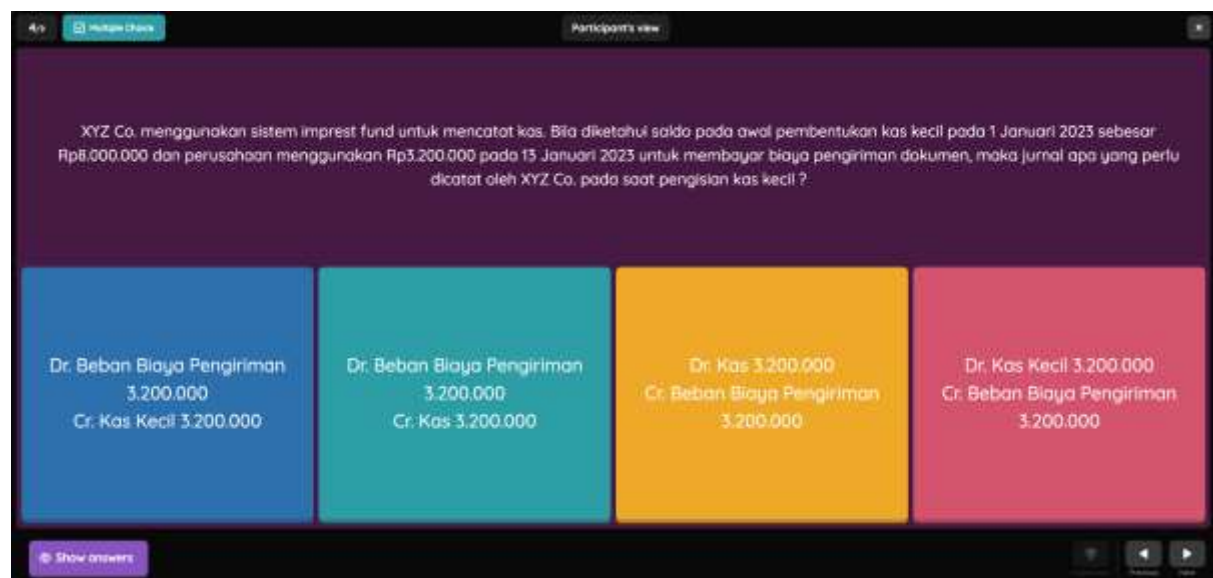 4/9
Multiple Choice
Participant's view
XYZ Co. menggunakan sistem imprest fund untuk mencatat kas. Bila diketahui saldo pada awal pembentukan kas kecil pada 1 Januari 2023 sebesar
Rp8.000.000 dan perusahaan menggunakan Rp3.200.000 pada 13 Januari 2023 untuk membayar biaya pengiriman dokumen, maka jurnal apa yang perlu
dicatat oleh XYZ Co. pada saat pengisian kas kecil ?
Dr. Beban Biaya Pengiriman
3.200.000
Cr. Kas Kecil 3.200.000
Dr. Beban Biaya Pengiriman
3.200.000
Cr. Kas 3.200.000
Dr. Kas 3.200.000
Cr. Beban Biaya Pengiriman
3.200.000
Dr. Kas Kecil 3.200.000
Cr. Beban Biaya Pengiriman
3.200.000
Show answers